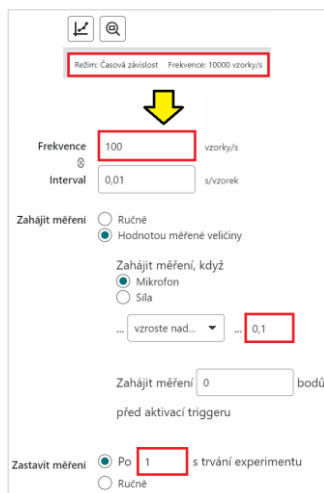 Režim: Časová závislost Frekvence: 10000 vzorky/s
Frekvence 100 vzorky/s
Interval 0,01 s/vzorek
Zahájit měření Ručně
Hodnotou měřené veličiny
Zahájit měření, když
Mikrofon
Síla
... vzroste nad... ... 0,1
Zahájit měření 0 bodů
před aktivací triggeru
Zastavit měření Po 1 s trvání experimentu
Ručně